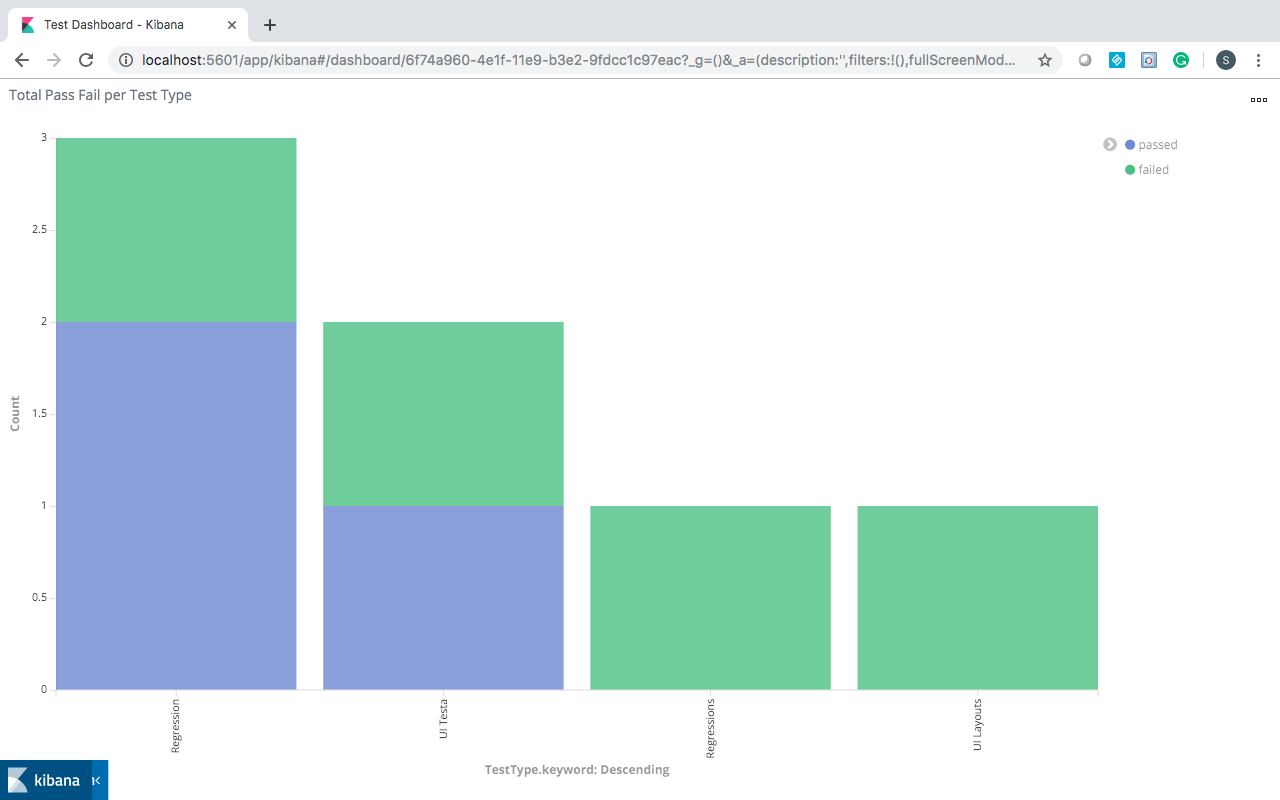 Test Dashboard - Kibana
localhost:5601/app/kibana#/dashboard/6f74a960-4e1f-11e9-b3e2-9fdcc1c97eac?_g=()&_a=(description:'',filters:!(),fullScreenMod...
S
Total Pass Fail per Test Type
passed
failed
3
2.5
2
1.5
1
0.5
0
Count
Regression
UI Testa
Regressions
UI Layouts
TestType.keyword: Descending
kibana